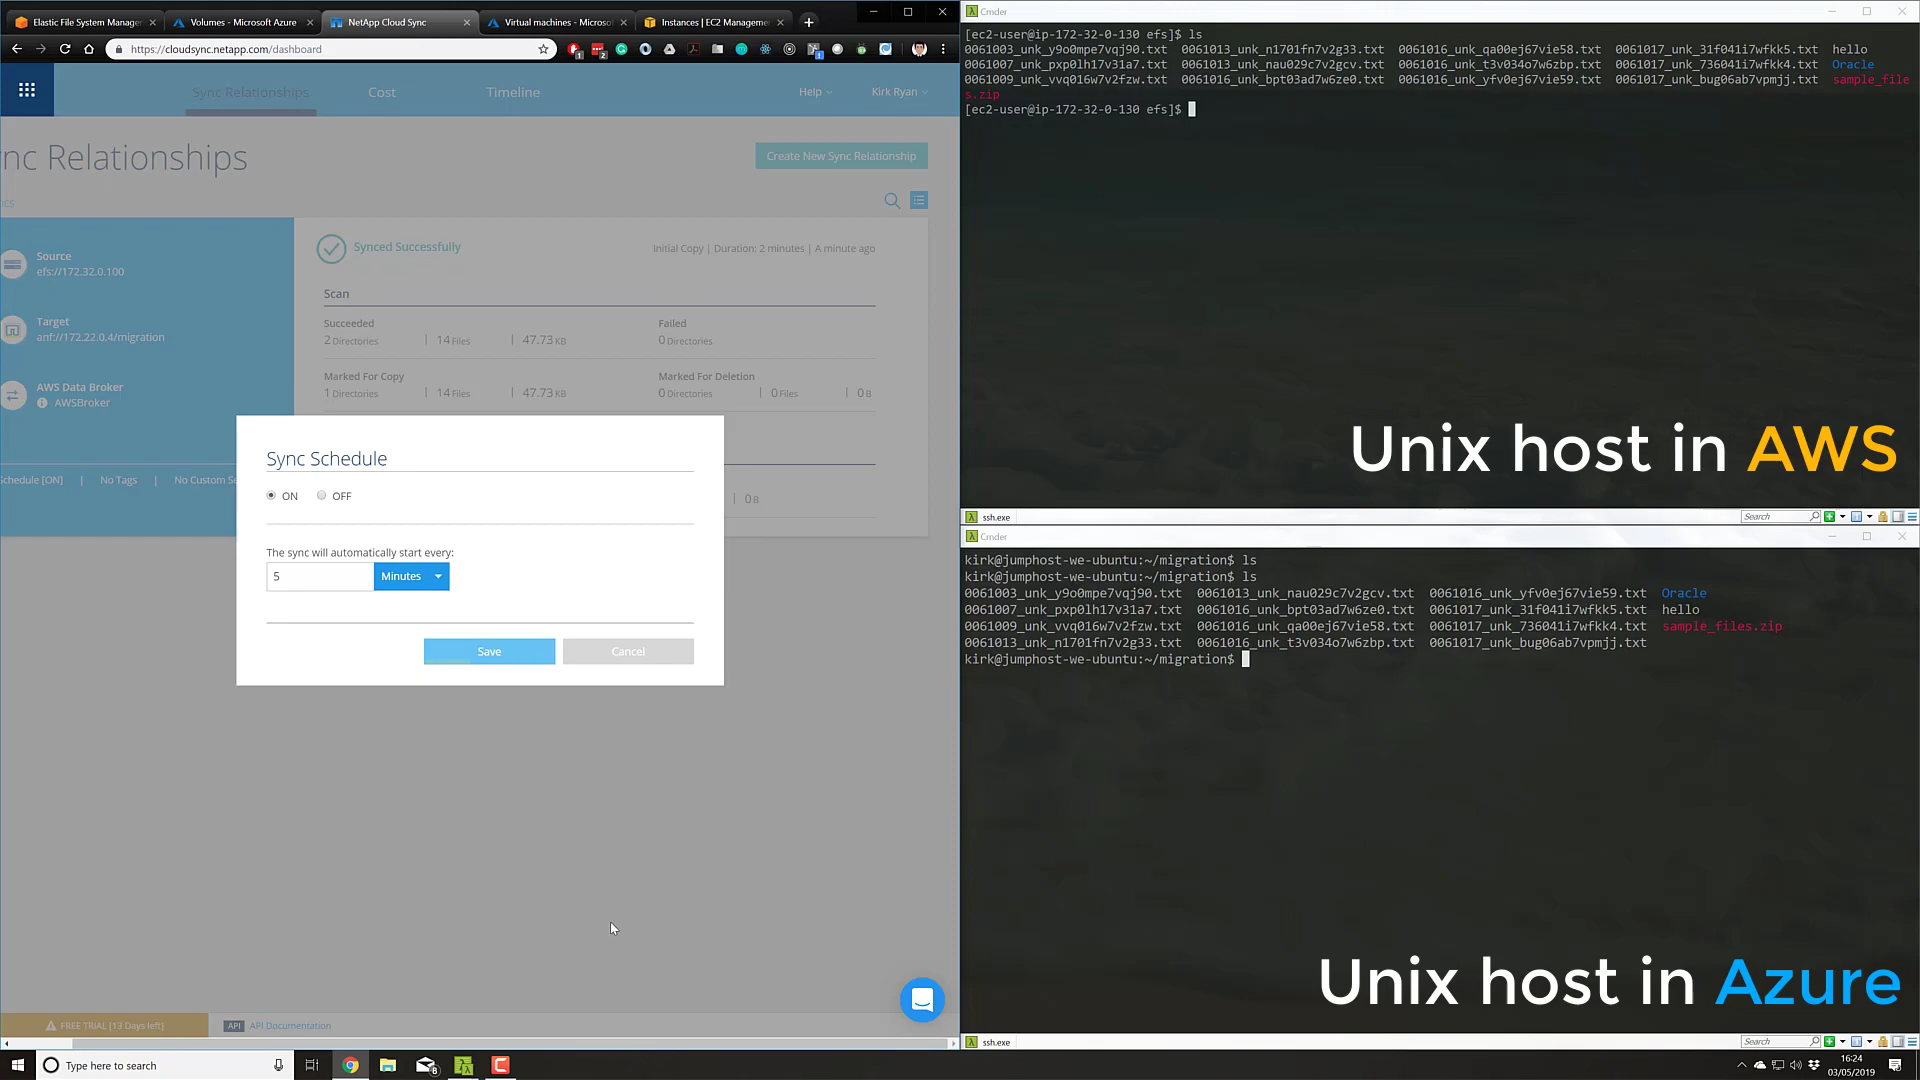 Elastic File System Manage
Volumes - Microsoft Azure
NetApp Cloud Sync
Virtual machines - Microso
Instances | EC2 Manageme
https://cloudsync.netapp.com/dashboard
Sync Relationships
Cost
Timeline
Help
Kirk Ryan
nc Relationships
Create New Sync Relationship
Synced Successfully
Initial Copy | Duration: 2 minutes | A minute ago
Source
efs://172.32.0.100
Scan
Succeeded
Failed
2 Directories | 14 Files | 47.73 KB
0 Directories
Target
anf://172.22.0.4/migration
Marked For Copy
Marked For Deletion
1 Directories | 14 Files | 47.73 KB
0 Directories | 0 Files | 0 B
AWS Data Broker
AWSBroker
Schedule [ON] | No Tags | No Custom Se
| 0 B
Sync Schedule
ON
OFF
The sync will automatically start every:
5
Minutes
Save
Cancel
FREE TRIAL [13 Days left]
API
API Documentation
Type here to search
8
Cmder
[ec2-user@ip-172-32-0-130 efs]$ ls
0061003_unk_y9o0mpe7vqj90.txt 0061013_unk_n1701fn7v2g33.txt 0061016_unk_qa00ej67vie58.txt 0061017_unk_31f041i7wfkk5.txt hello
0061007_unk_pxp0lh17v31a7.txt 0061013_unk_nau029c7v2gcv.txt 0061016_unk_t3v034o7w6zbp.txt 0061017_unk_736041i7wfkk4.txt Oracle
0061009_unk_vvq016w7v2fzw.txt 0061016_unk_bpt03ad7w6ze0.txt 0061016_unk_yfv0ej67vie59.txt 0061017_unk_bug06ab7vpmjj.txt sample_file
s.zip
[ec2-user@ip-172-32-0-130 efs]$
Unix host in AWS
ssh.exe
Search
Cmder
kirk@jumphost-we-ubuntu:~/migration$ ls
kirk@jumphost-we-ubuntu:~/migration$ ls
0061003_unk_y9o0mpe7vqj90.txt 0061013_unk_nau029c7v2gcv.txt 0061016_unk_yfv0ej67vie59.txt Oracle
0061007_unk_pxp0lh17v31a7.txt 0061016_unk_bpt03ad7w6ze0.txt 0061017_unk_31f041i7wfkk5.txt hello
0061009_unk_vvq016w7v2fzw.txt 0061016_unk_qa00ej67vie58.txt 0061017_unk_736041i7wfkk4.txt sample_files.zip
0061013_unk_n1701fn7v2g33.txt 0061016_unk_t3v034o7w6zbp.txt 0061017_unk_bug06ab7vpmjj.txt
kirk@jumphost-we-ubuntu:~/migration$
Unix host in Azure
ssh.exe
Search
16:24
03/05/2019